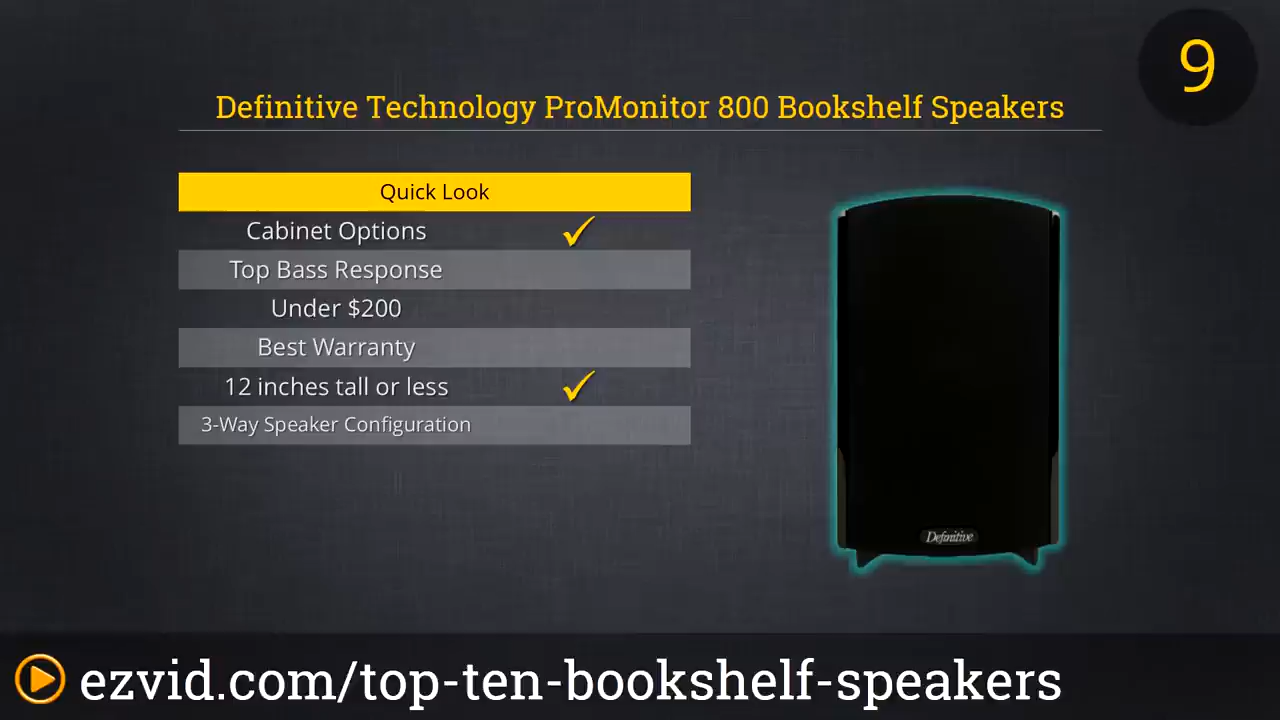 9
Definitive Technology ProMonitor 800 Bookshelf Speakers
Quick Look
Cabinet Options
Top Bass Response
Under $200
Best Warranty
12 inches tall or less
3-Way Speaker Configuration
Definitive
ezvid.com/top-ten-bookshelf-speakers